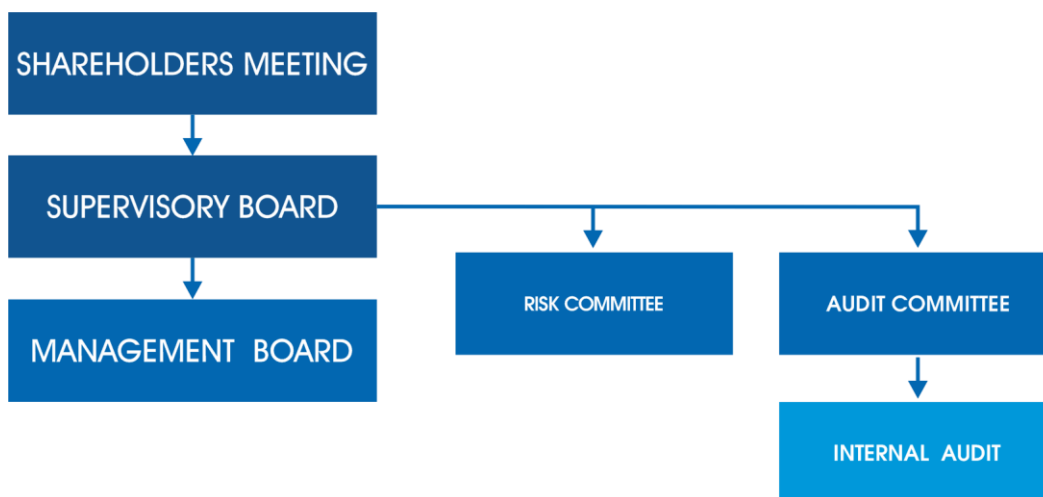 SHAREHOLDERS MEETING
SUPERVISORY BOARD
MANAGEMENT BOARD
RISK COMMITTEE
AUDIT COMMITTEE
INTERNAL AUDIT